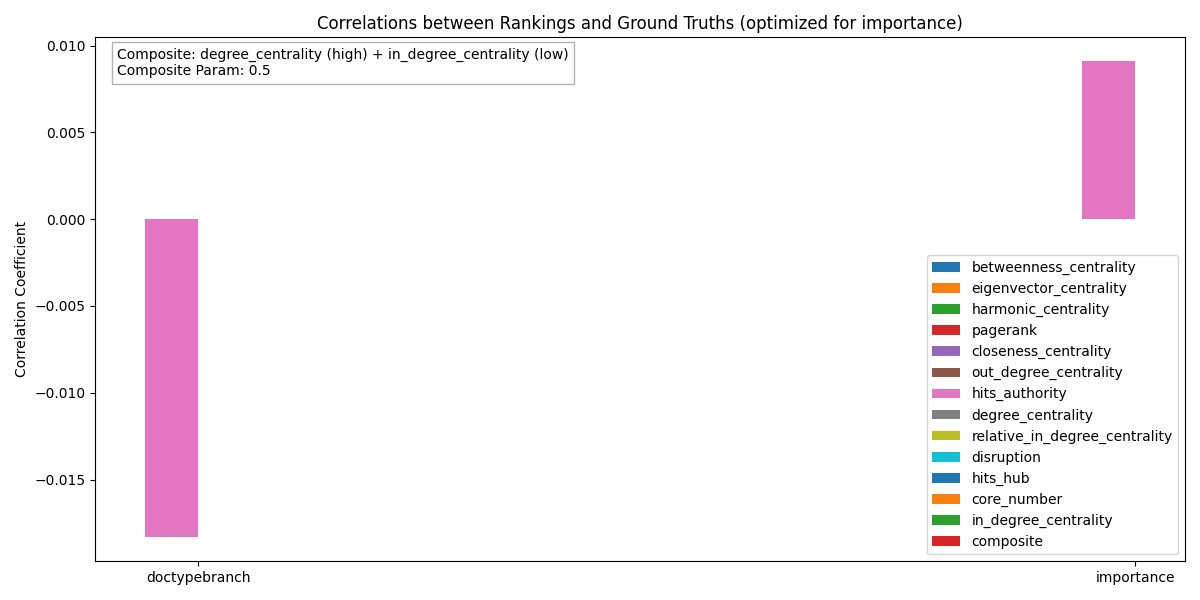 Correlations between Rankings and Ground Truths (optimized for importance)
Composite: degree_centrality (high) + in_degree_centrality (low)
Composite Param: 0.5
Correlation Coefficient
0.010
0.005
0.000
−0.005
−0.010
−0.015
doctypebranch
importance
betweenness_centrality
eigenvector_centrality
harmonic_centrality
pagerank
closeness_centrality
out_degree_centrality
hits_authority
degree_centrality
relative_in_degree_centrality
disruption
hits_hub
core_number
in_degree_centrality
composite